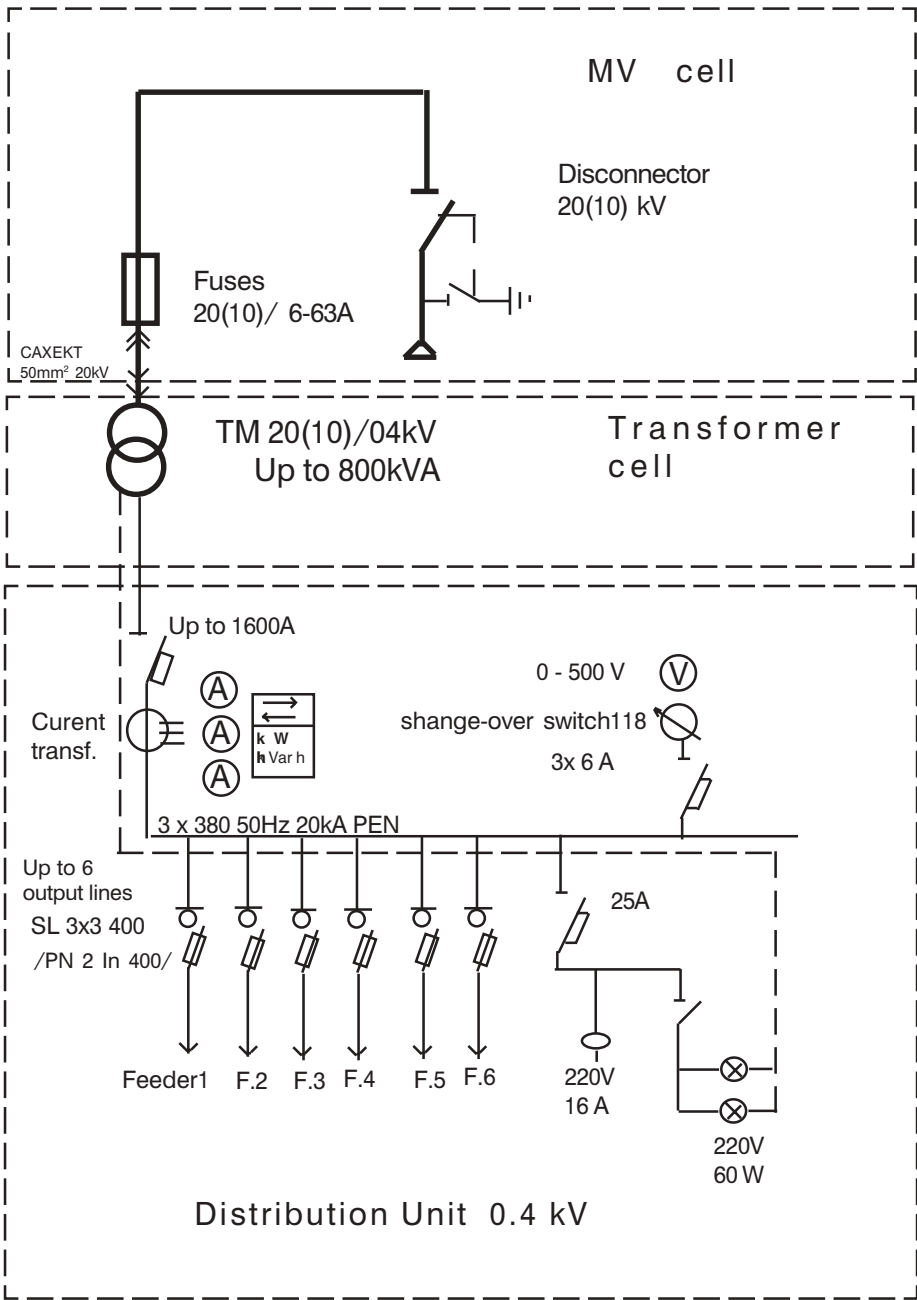 MV cell
Disconnector
20(10) kV
Fuses
20(10)/ 6-63A
CAXEKT
50mm² 20kV
TM 20(10)/04kV
Up to 800kVA
Transformer
cell
Up to 1600A
Curent
transf.
A
A
A
k W
h Var h
0 - 500 V
V
shange-over switch118
3x 6 A
3 x 380 50Hz 20kA PEN
Up to 6
output lines
SL 3x3 400
/PN 2 In 400/
25A
Feeder1 F.2 F.3 F.4 F.5 F.6
220V
16 A
220V
60 W
Distribution Unit 0.4 kV